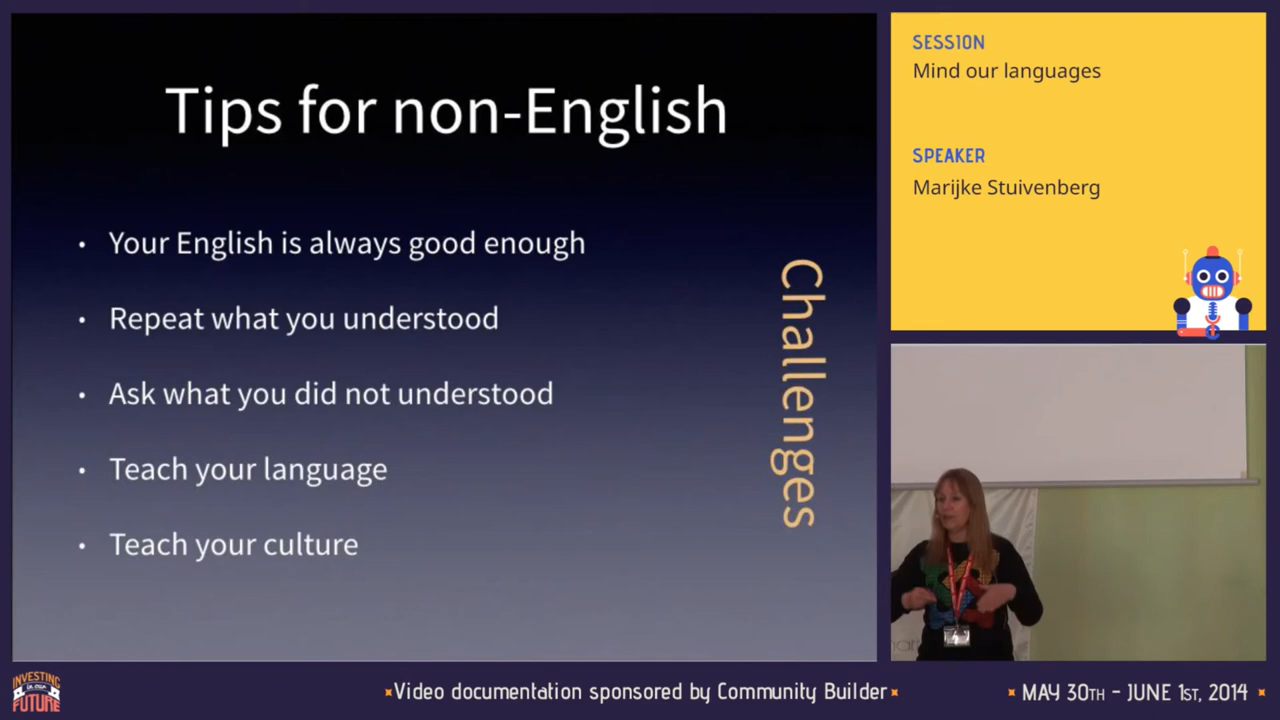 Tips for non-English
• Your English is always good enough
• Repeat what you understood
• Ask what you did not understood
• Teach your language
• Teach your culture
Challenges
SESSION
Mind our languages
SPEAKER
Marijke Stuivenberg
INVESTING
IN OUR
FUTURE
Video documentation sponsored by Community Builder
MAY 30TH - JUNE 1ST, 2014